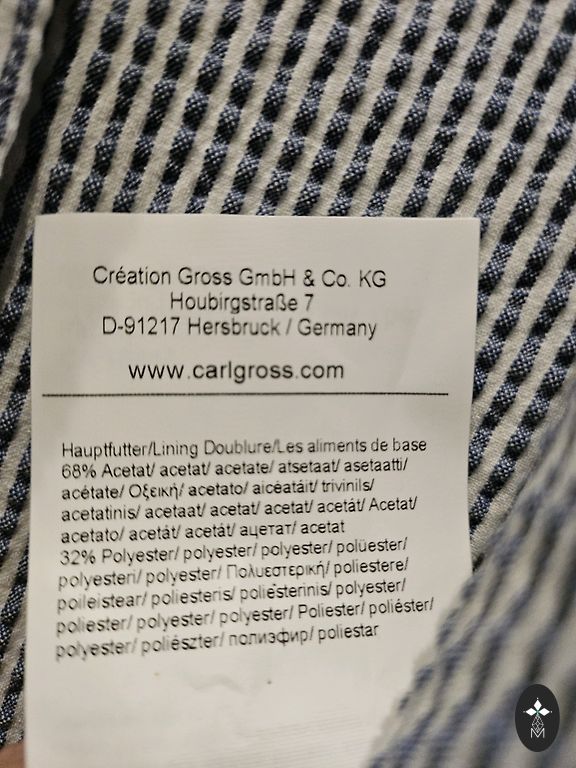 Création Gross GmbH & Co. KG
Houbirgstraße 7
D-91217 Hersbruck / Germany
www.carlgross.com
Hauptfutter/Lining Doublure/Les aliments de base
68% Acetat/ acetat/ acetate/ atsetaat/ asetaatti/
acétate/ Οξεική/ acetato/ aicéatáit/ trivinils/
acetatinis/ acetaat/ acetat/ acetat/ acetát/ Acetat/
acetato/ acetát/ acetát/ ацетат/ acetat
32% Polyester/ polyester/ polyester/ polüester/
polyesteri/ polyester/ Πολυεστερική/ poliestere/
poileistear/ poliesteris/ poliesterinis/ polyester/
poliester/ polyester/ polyester/ Poliester/ poliéster/
polyester/ poliészter/ полиэфир/ poliestar
M